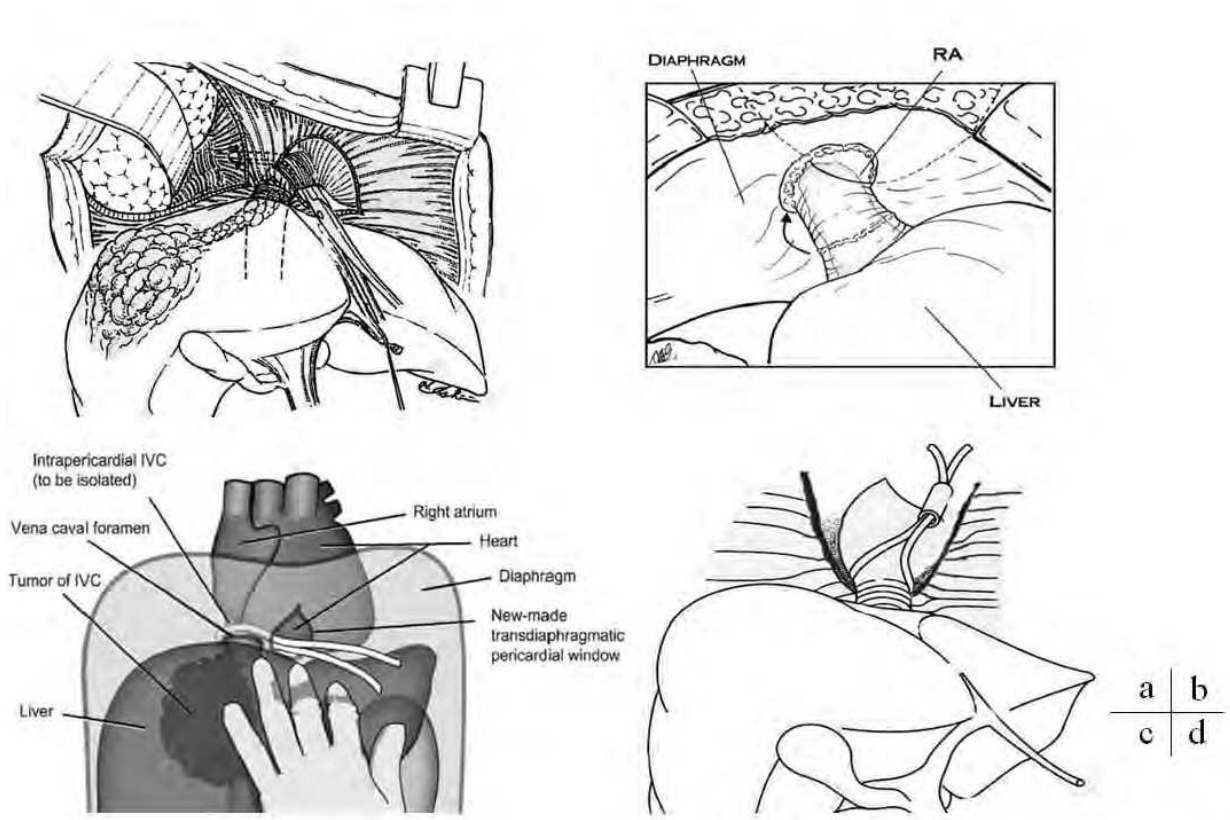 DIAPHRAGM
RA
LIVER
Intrapericardial IVC
(to be isolated)
Vena caval foramen
Tumor of IVC
Liver
Right atrium
Heart
Diaphragm
New-made
transdiaphragmatic
pericardial window
a b
c d